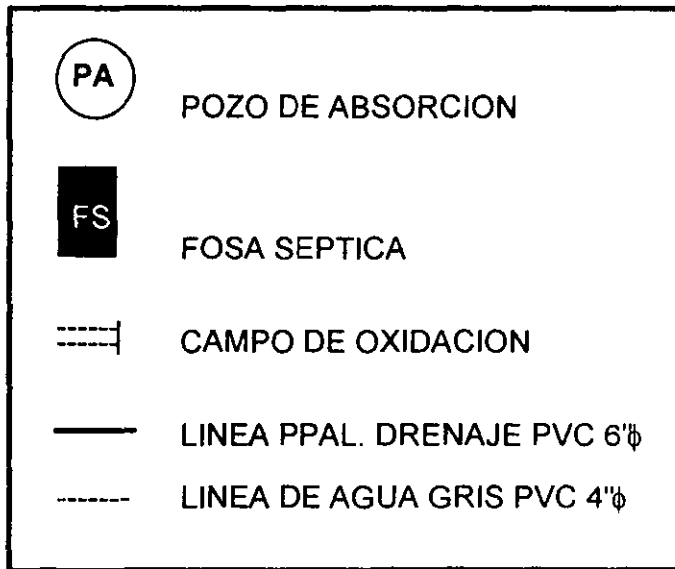 PA
POZO DE ABSORCION
FS
FOSA SEPTICA
CAMPO DE OXIDACION
LINEA PPAL. DRENAJE PVC 6"ϕ
LINEA DE AGUA GRIS PVC 4"ϕ